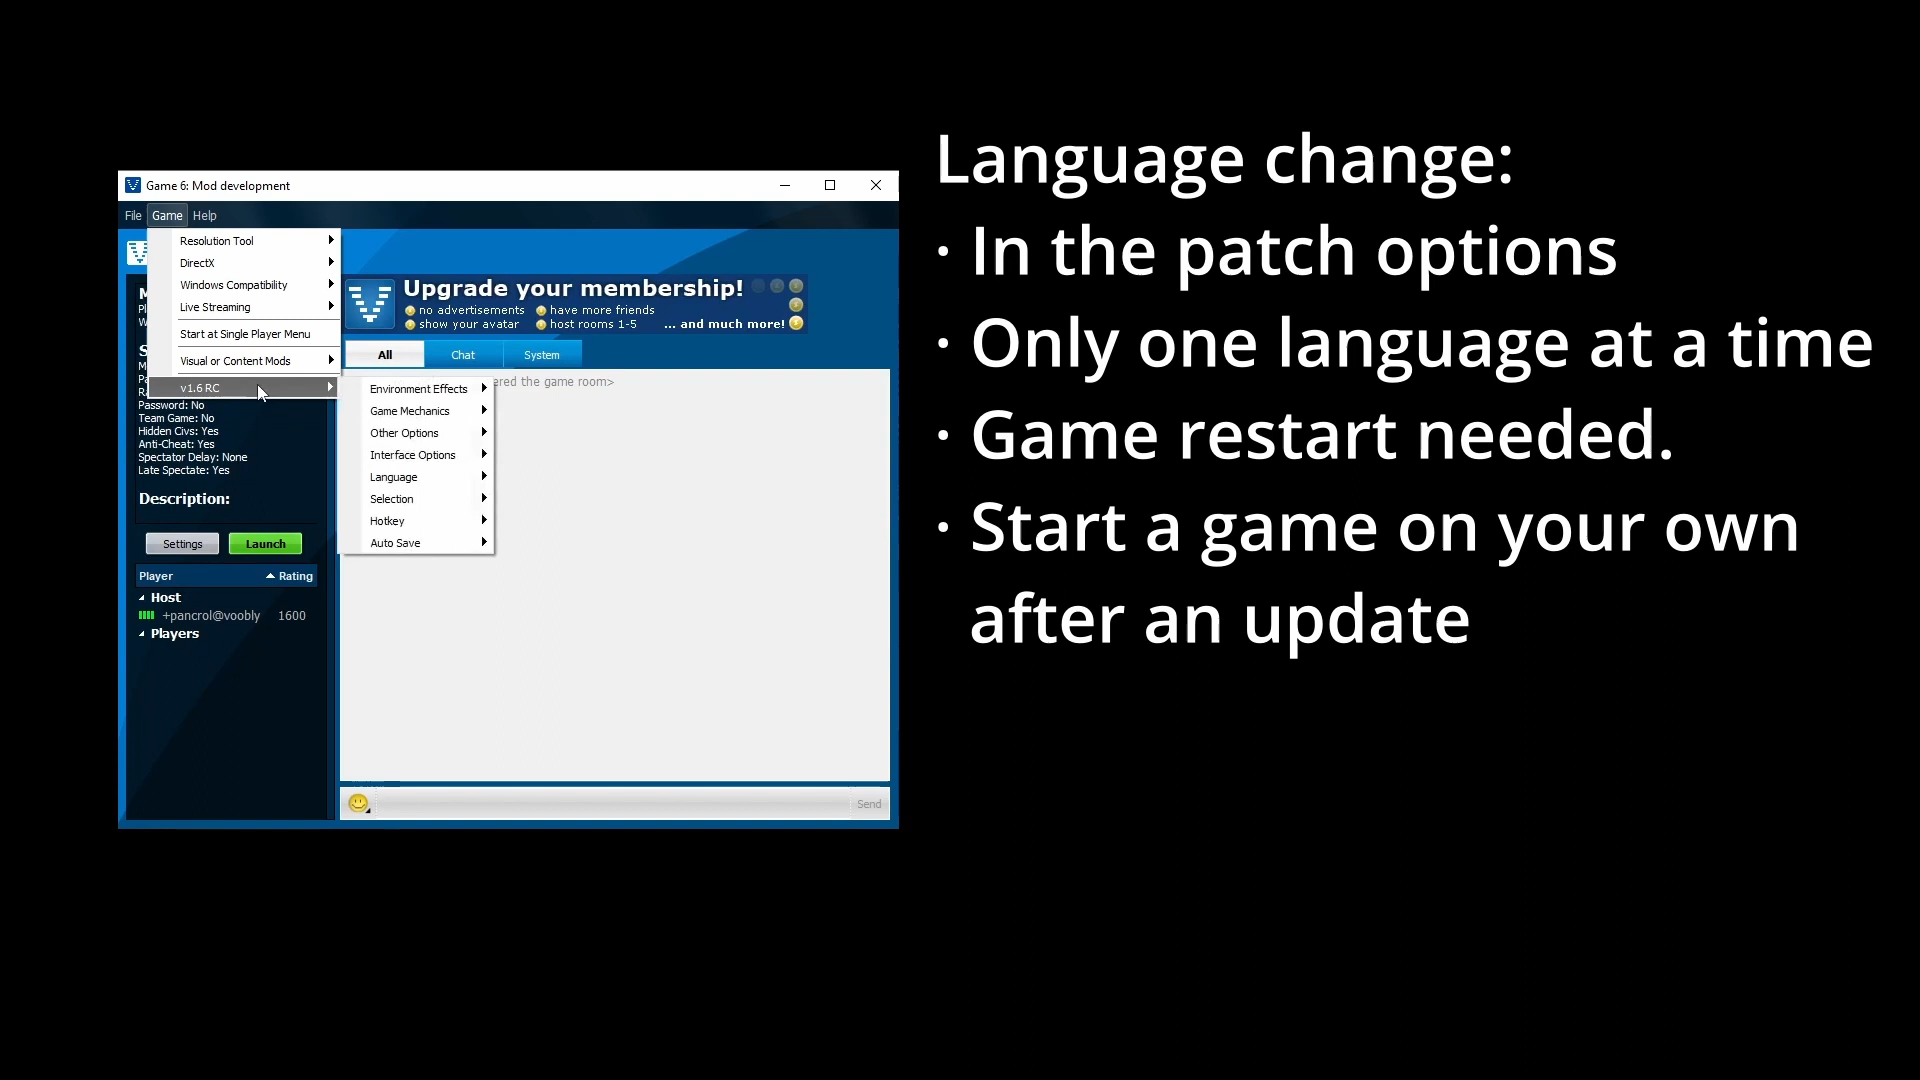 Game 6: Mod development
File Game Help
Resolution Tool
DirectX
Windows Compatibility
Live Streaming
Start at Single Player Menu
Visual or Content Mods
v1.6 RC
Environment Effects
Game Mechanics
Other Options
Interface Options
Language
Selection
Hotkey
Auto Save
Upgrade your membership!
no advertisements have more friends
show your avatar host rooms 1-5 ... and much more!
All Chat System
the game room>
Password: No
Team Game: No
Hidden Civs: Yes
Anti-Cheat: Yes
Spectator Delay: None
Late Spectate: Yes
Description:
Settings Launch
Player Rating
Host
+pancrol@voobly 1600
Players
Send
Language change:
· In the patch options
· Only one language at a time
· Game restart needed.
· Start a game on your own
after an update